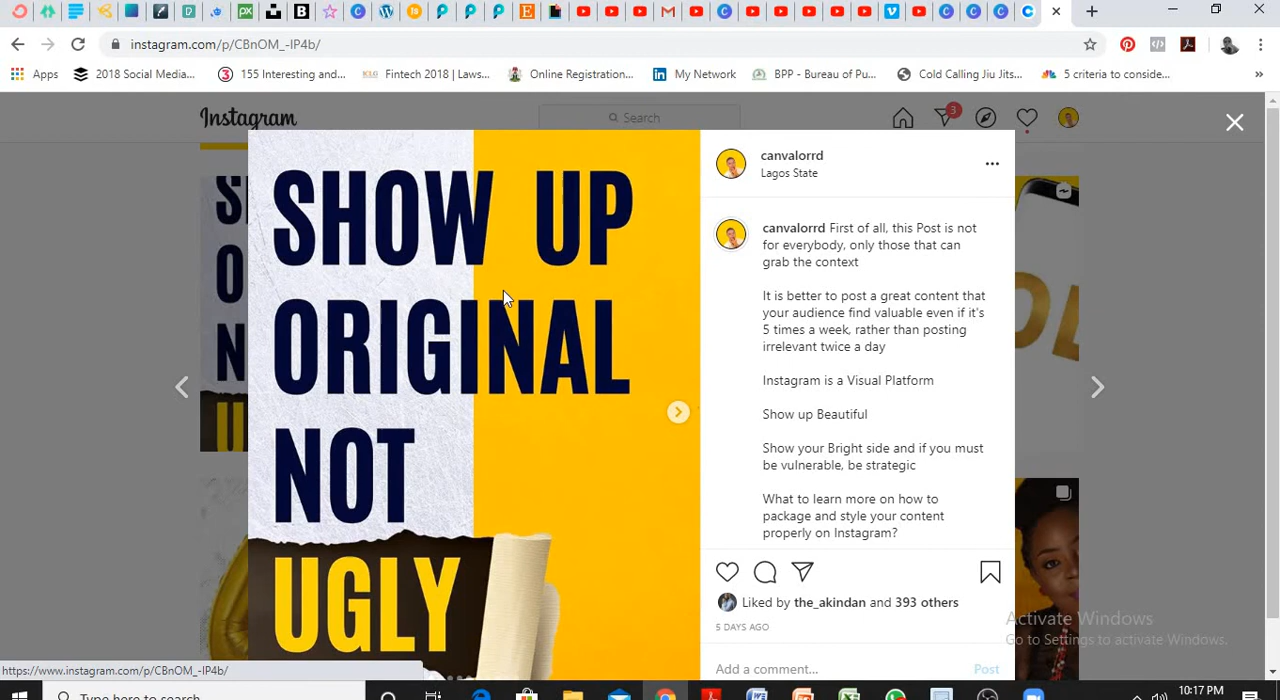 instagram.com/p/CBnOM_-IP4b/
Apps
2018 Social Media...
155 Interesting and...
Fintech 2018 | Laws...
Online Registration...
My Network
BPP - Bureau of Pu...
Cold Calling Jiu Jits...
5 criteria to conside...
»
Instagram
Search
3
SHOW UP
ORIGINAL
NOT
UGLY
canvalorrd
Lagos State
canvalorrd First of all, this Post is not
for everybody, only those that can
grab the context
It is better to post a great content that
your audience find valuable even if it's
5 times a week, rather than posting
irrelevant twice a day
Instagram is a Visual Platform
Show up Beautiful
Show your Bright side and if you must
be vulnerable, be strategic
What to learn more on how to
package and style your content
properly on Instagram?
Liked by the_akindan and 393 others
5 DAYS AGO
Add a comment...
Post
Activate Windows
Go to Settings to activate Windows.
https://www.instagram.com/p/CBnOM_-IP4b/
Type here to search
10:17 PM